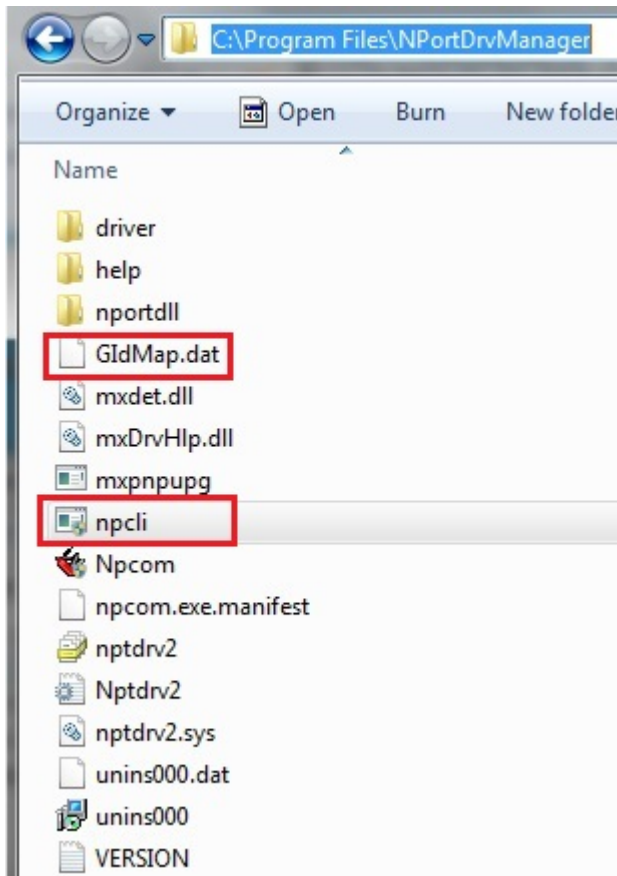 C:\Program Files\NPortDrvManager
Organize Open Burn New folder
Name
driver
help
nportdll
GIdMap.dat
mxdet.dll
mxDrvHlp.dll
mxpnpupg
npcli
Npcom
npcom.exe.manifest
nptdrv2
Nptdrv2
nptdrv2.sys
unins000.dat
unins000
VERSION